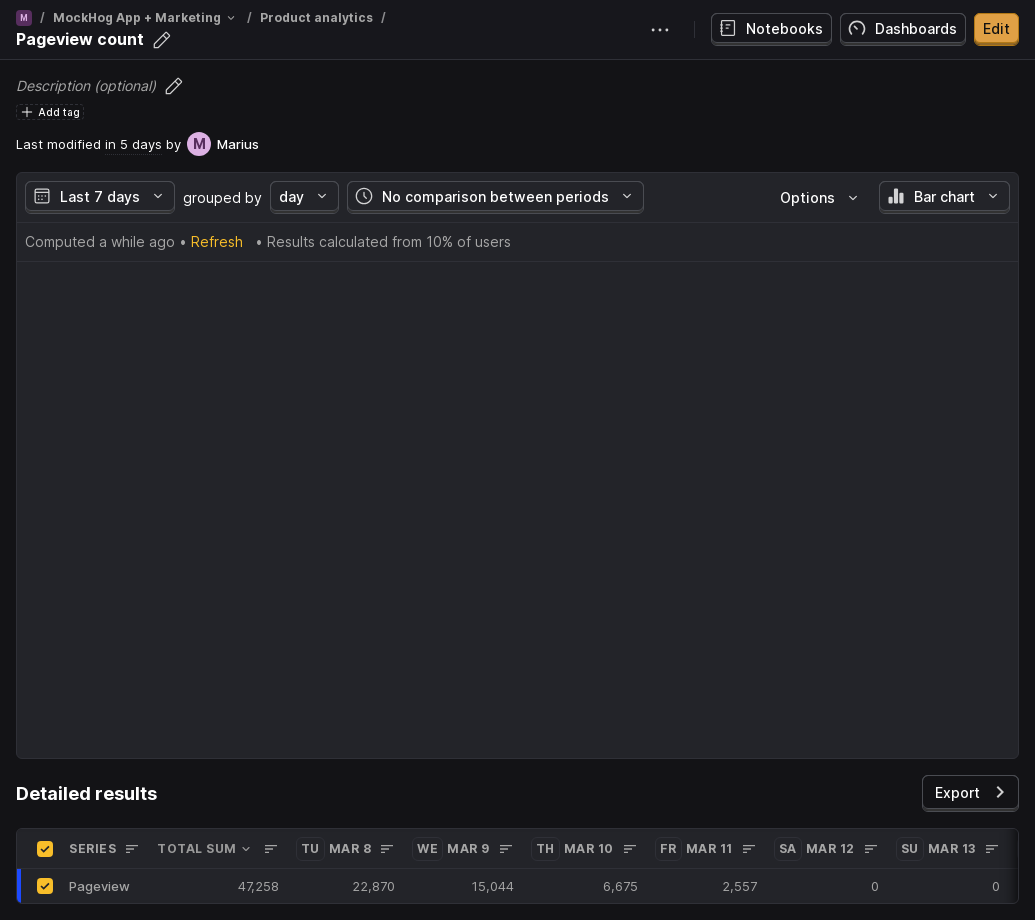 M / MockHog App + Marketing / Product analytics /
Pageview count
Notebooks Dashboards Edit
Description (optional)
Add tag
Last modified in 5 days by M Marius
Last 7 days grouped by day No comparison between periods Options Bar chart
Computed a while ago • Refresh • Results calculated from 10% of users
Detailed results
Export
SERIES TOTAL SUM TU MAR 8 WE MAR 9 TH MAR 10 FR MAR 11 SA MAR 12 SU MAR 13
Pageview 47,258 22,870 15,044 6,675 2,557 0 0